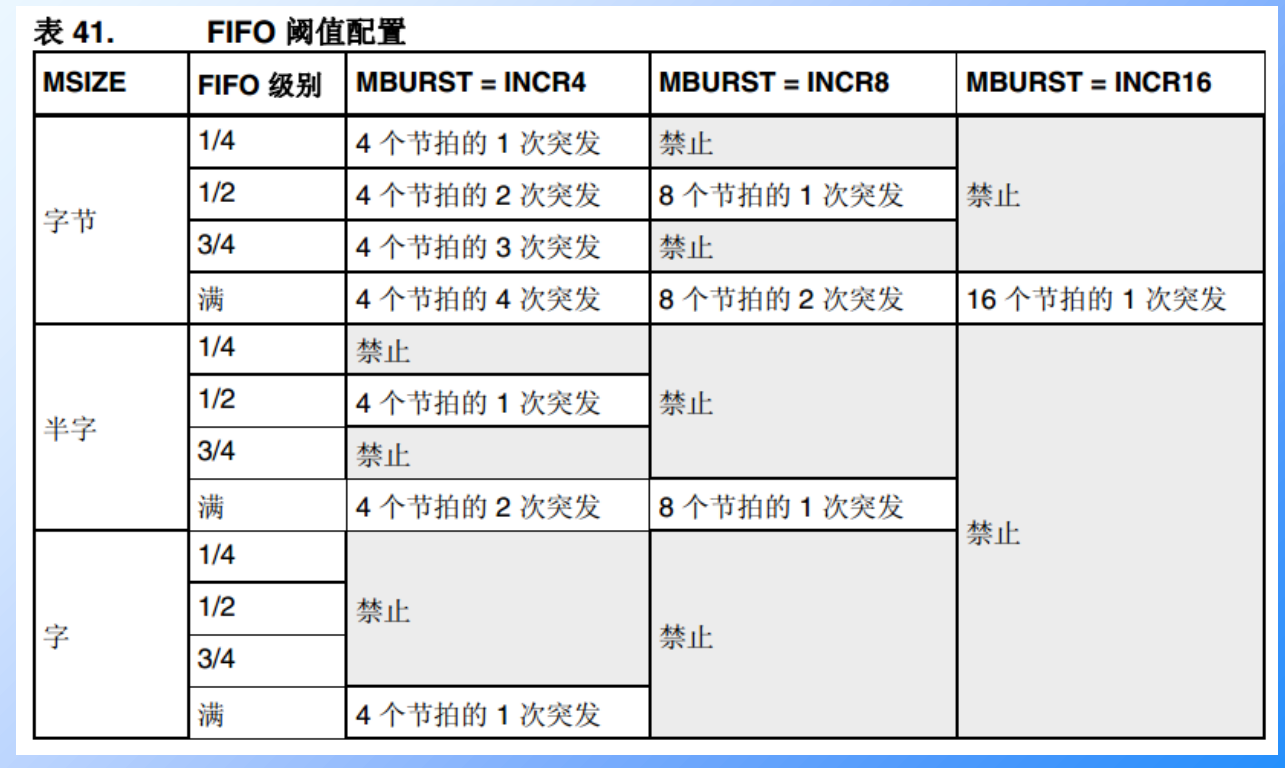 表 41. FIFO 阈值配置
MSIZE FIFO 级别 MBURST = INCR4 MBURST = INCR8 MBURST = INCR16
字节 1/4 4 个节拍的 1 次突发 禁止 禁止
1/2 4 个节拍的 2 次突发 8 个节拍的 1 次突发
3/4 4 个节拍的 3 次突发 禁止
满 4 个节拍的 4 次突发 8 个节拍的 2 次突发 16 个节拍的 1 次突发
半字 1/4 禁止 禁止 禁止
1/2 4 个节拍的 1 次突发
3/4 禁止
满 4 个节拍的 2 次突发 8 个节拍的 1 次突发
字 1/4 禁止 禁止
1/2
3/4
满 4 个节拍的 1 次突发